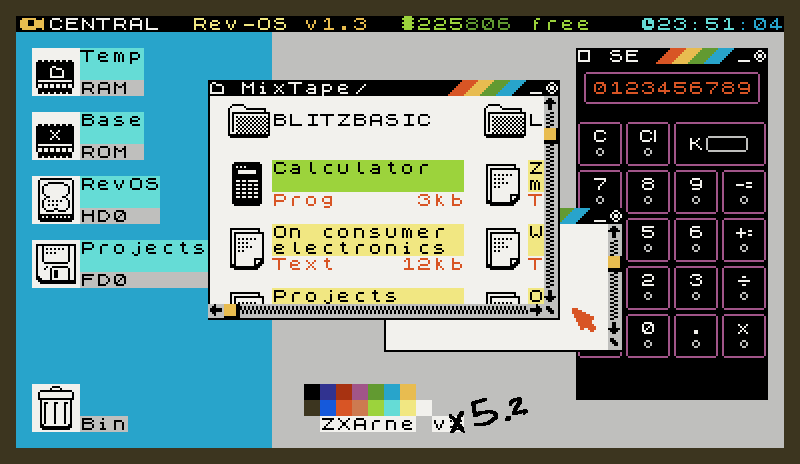 CENTRAL Rev-OS v1.3 225806 free 23:51:04
Temp
RAM
Base
ROM
RevOS
HD0
Projects
FD0
Bin
MixTape/
BLITZBASIC
L
Calculator
Prog 3kb
Z
m
T
On consumer
electronics
Text 12kb
W
T
Projects
O
SE
0123456789
C CI K
7 8 9 -=
5 6 +=
2 3 ÷
0 . x
ZXArne v5.2